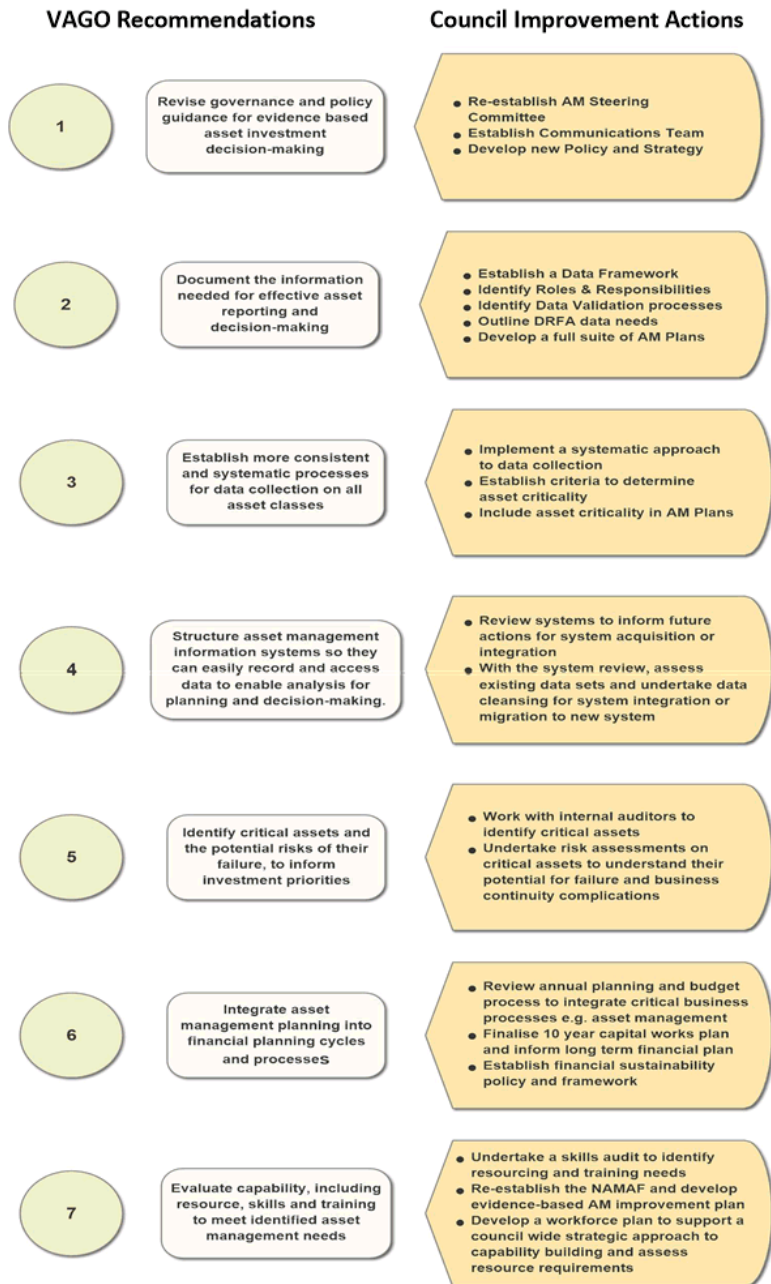 VAGO Recommendations
Council Improvement Actions
1
Revise governance and policy
guidance for evidence based
asset investment
decision-making
● Re-establish AM Steering
Committee
● Establish Communications Team
● Develop new Policy and Strategy
2
Document the information
needed for effective asset
reporting and
decision-making
● Establish a Data Framework
● Identify Roles & Responsibilities
● Identify Data Validation processes
● Outline DRFA data needs
● Develop a full suite of AM Plans
3
Establish more consistent
and systematic processes
for data collection on all
asset classes
● Implement a systematic approach
to data collection
● Establish criteria to determine
asset criticality
● Include asset criticality in AM Plans
4
Structure asset management
information systems so they
can easily record and access
data to enable analysis for
planning and decision-making.
● Review systems to inform future
actions for system acquisition or
integration
● With the system review, assess
existing data sets and undertake data
cleansing for system integration or
migration to new system
5
Identify critical assets and
the potential risks of their
failure, to inform
investment priorities
● Work with internal auditors to
identify critical assets
● Undertake risk assessments on
critical assets to understand their
potential for failure and business
continuity complications
6
Integrate asset
management planning into
financial planning cycles
and processes
● Review annual planning and budget
process to integrate critical business
processes e.g. asset management
● Finalise 10 year capital works plan
and inform long term financial plan
● Establish financial sustainability
policy and framework
7
Evaluate capability, including
resource, skills and training
to meet identified asset
management needs
● Undertake a skills audit to identify
resourcing and training needs
● Re-establish the NAMAF and develop
evidence-based AM improvement plan
● Develop a workforce plan to support a
council wide strategic approach to
capability building and assess
resource requirements